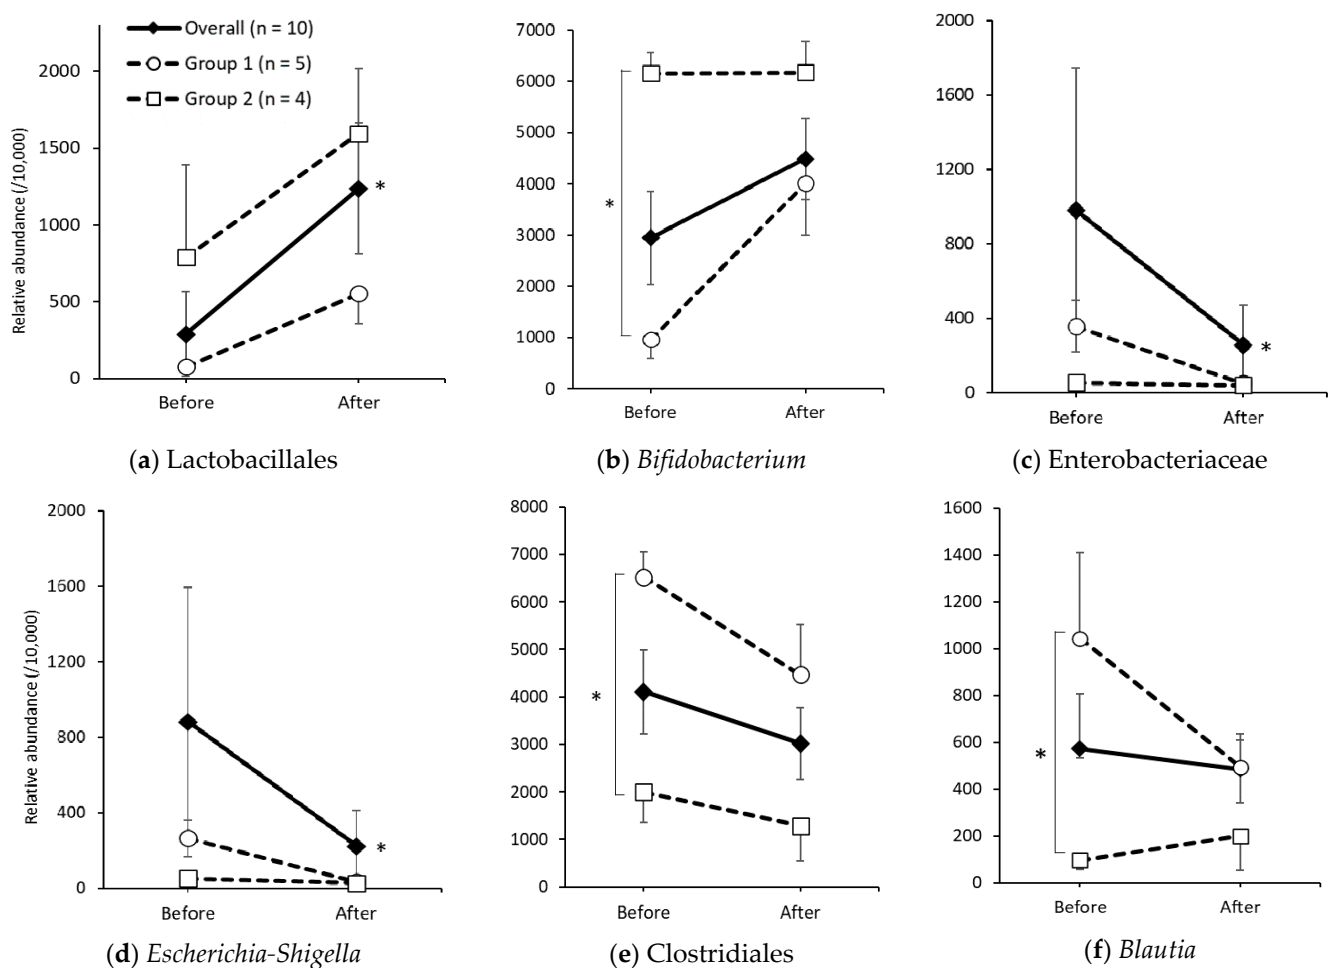 Overall (n = 10)
Group 1 (n = 5)
Group 2 (n = 4)
Relative abundance (/10,000)
2000
1500
1000
500
0
*
Before After
(a) Lactobacillales
7000
6000
5000
4000
3000
2000
1000
0
*
Before After
(b) Bifidobacterium
2000
1600
1200
800
400
0
*
Before After
(c) Enterobacteriaceae
Relative abundance (/10,000)
2000
1600
1200
800
400
0
*
Before After
(d) Escherichia-Shigella
8000
7000
6000
5000
4000
3000
2000
1000
0
*
Before After
(e) Clostridiales
1600
1400
1200
1000
800
600
400
200
0
*
Before After
(f) Blautia